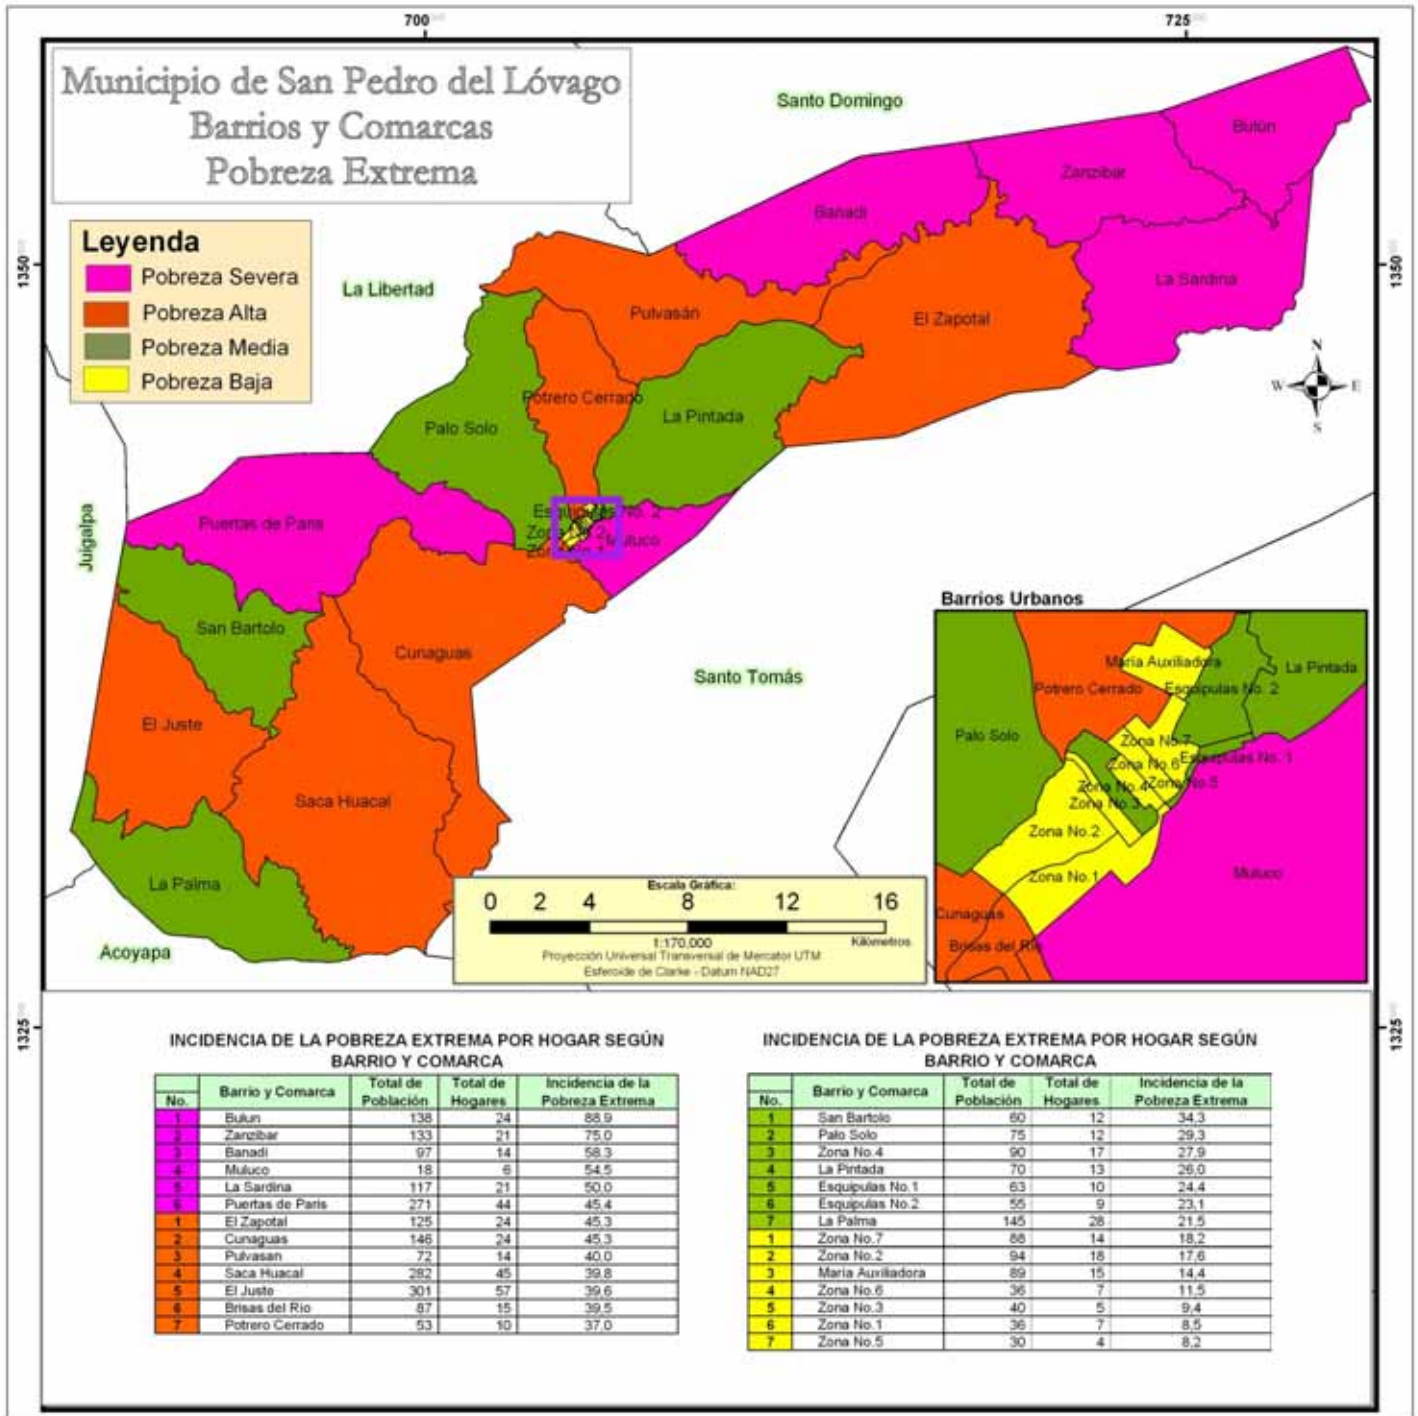 700
725
Municipio de San Pedro del Lóvago
Barrios y Comarcas
Pobreza Extrema
Santo Domingo
Bulún
Zanzibar
Banadí
1350
1350
Leyenda
Pobreza Severa
Pobreza Alta
Pobreza Media
Pobreza Baja
La Libertad
La Sardina
Pulvasán
El Zapotal
N
W E
S
Potrero Cerrado
La Pintada
Palo Solo
Juigalpa
Puertas de Paris
Esquipulas No. 2
Zona No.2
Muluco
Zona No.1
San Bartolo
Cunaguas
Santo Tomás
El Juste
Saca Huacal
La Palma
Acoyapa
Barrios Urbanos
María Auxiliadora
La Pintada
Potrero Cerrado
Esquipulas No. 2
Palo Solo
Zona No.7
Esquipulas No. 1
Zona No.6
Zona No.5
Zona No.4
Zona No.3
Zona No.2
Zona No.1
Muluco
Cunaguas
Brisas del Río
Escala Gráfica:
0 2 4 8 12 16
1:170,000 Kilómetros
Proyección Universal Transversal de Mercator UTM
Esferoide de Clarke - Datum NAD27
1325
1325
INCIDENCIA DE LA POBREZA EXTREMA POR HOGAR SEGÚN
BARRIO Y COMARCA
No. Barrio y Comarca Total de Población Total de Hogares Incidencia de la Pobreza Extrema
1 Bulun 138 24 88,9
2 Zanzibar 133 21 75,0
3 Banadi 97 14 58,3
4 Muluco 18 6 54,5
5 La Sardina 117 21 50,0
6 Puertas de Paris 271 44 45,4
1 El Zapotal 125 24 45,3
2 Cunaguas 146 24 45,3
3 Pulvasan 72 14 40,0
4 Saca Huacal 282 45 39,8
5 El Juste 301 57 39,6
6 Brisas del Rio 87 15 39,5
7 Potrero Cerrado 53 10 37,0
INCIDENCIA DE LA POBREZA EXTREMA POR HOGAR SEGÚN
BARRIO Y COMARCA
No. Barrio y Comarca Total de Población Total de Hogares Incidencia de la Pobreza Extrema
1 San Bartolo 60 12 34,3
2 Palo Solo 75 12 29,3
3 Zona No.4 90 17 27,9
4 La Pintada 70 13 26,0
5 Esquipulas No.1 63 10 24,4
6 Esquipulas No.2 55 9 23,1
7 La Palma 145 28 21,5
1 Zona No.7 88 14 18,2
2 Zona No.2 94 18 17,6
3 Maria Auxiliadora 89 15 14,4
4 Zona No.6 36 7 11,5
5 Zona No.3 40 5 9,4
6 Zona No.1 36 7 8,5
7 Zona No.5 30 4 8,2